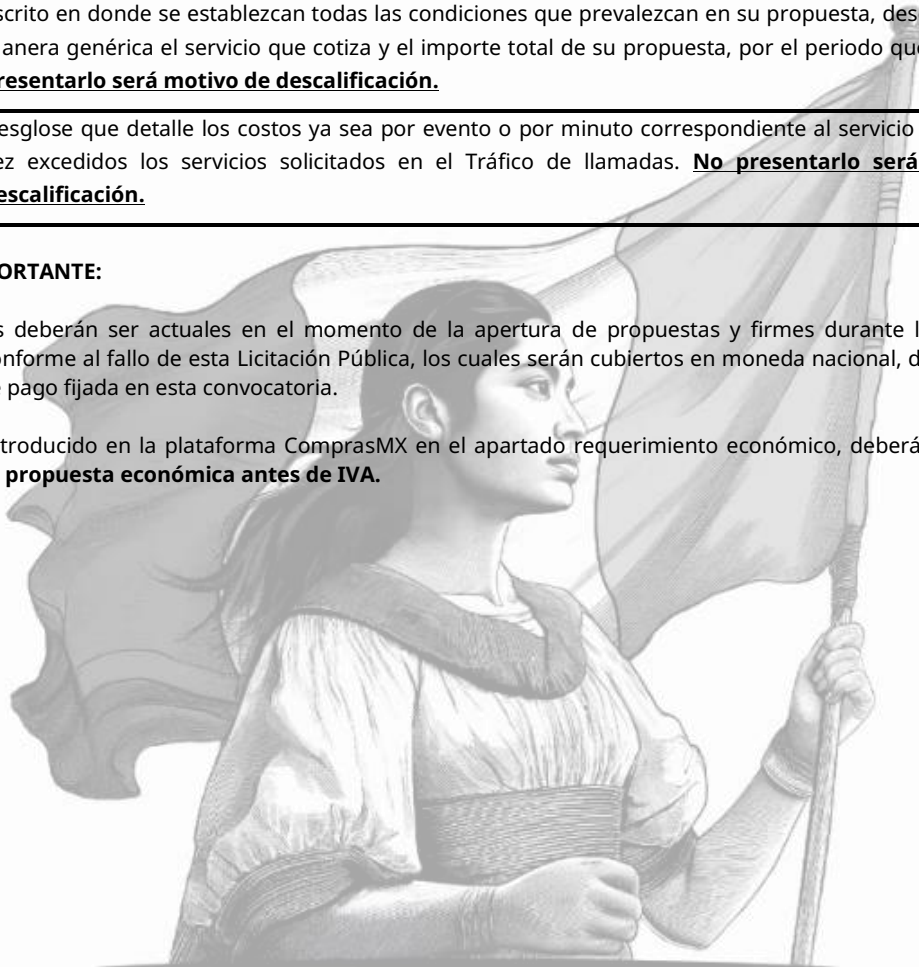 scrito en donde se establezcan todas las condiciones que prevalezcan en su propuesta, des
anera genérica el servicio que cotiza y el importe total de su propuesta, por el periodo que
resentarlo será motivo de descalificación.
esglose que detalle los costos ya sea por evento o por minuto correspondiente al servicio
ez excedidos los servicios solicitados en el Tráfico de llamadas. No presentarlo será
escalificación.
PORTANTE:
s deberán ser actuales en el momento de la apertura de propuestas y firmes durante l
onforme al fallo de esta Licitación Pública, los cuales serán cubiertos en moneda nacional, d
e pago fijada en esta convocatoria.
troducido en la plataforma ComprasMX en el apartado requerimiento económico, deberá
propuesta económica antes de IVA.